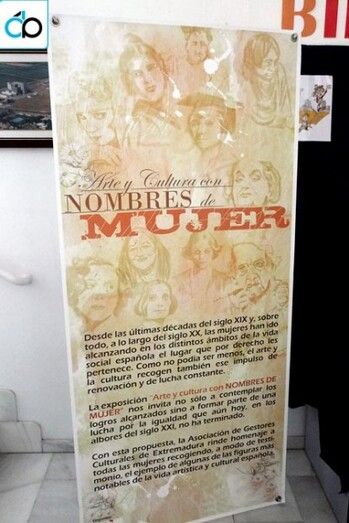 BI
Arte y Cultura con
NOMBRES de
MUJER
Desde las últimas décadas del siglo XIX y, sobre
todo, a lo largo del siglo XX, las mujeres han ido
alcanzando en los distintos ámbitos de la vida
social española el lugar que por derecho les
pertenece. Como no podía ser menos, el arte y
la cultura recogen también ese impulso de
renovación y de lucha constante.
La exposición "Arte y cultura con NOMBRES DE
MUJER" nos invita no sólo a contemplar los
logros alcanzados sino a formar parte de una
lucha por la igualdad que aún hoy, en los
albores del siglo XXI, no ha terminado.
Con esta propuesta, la Asociación de Gestores
Culturales de Extremadura rinde homenaje a
todas las mujeres recogiendo, a modo de testi-
monio, el ejemplo de algunas de las figuras más
notables de la vida artística y cultural española.